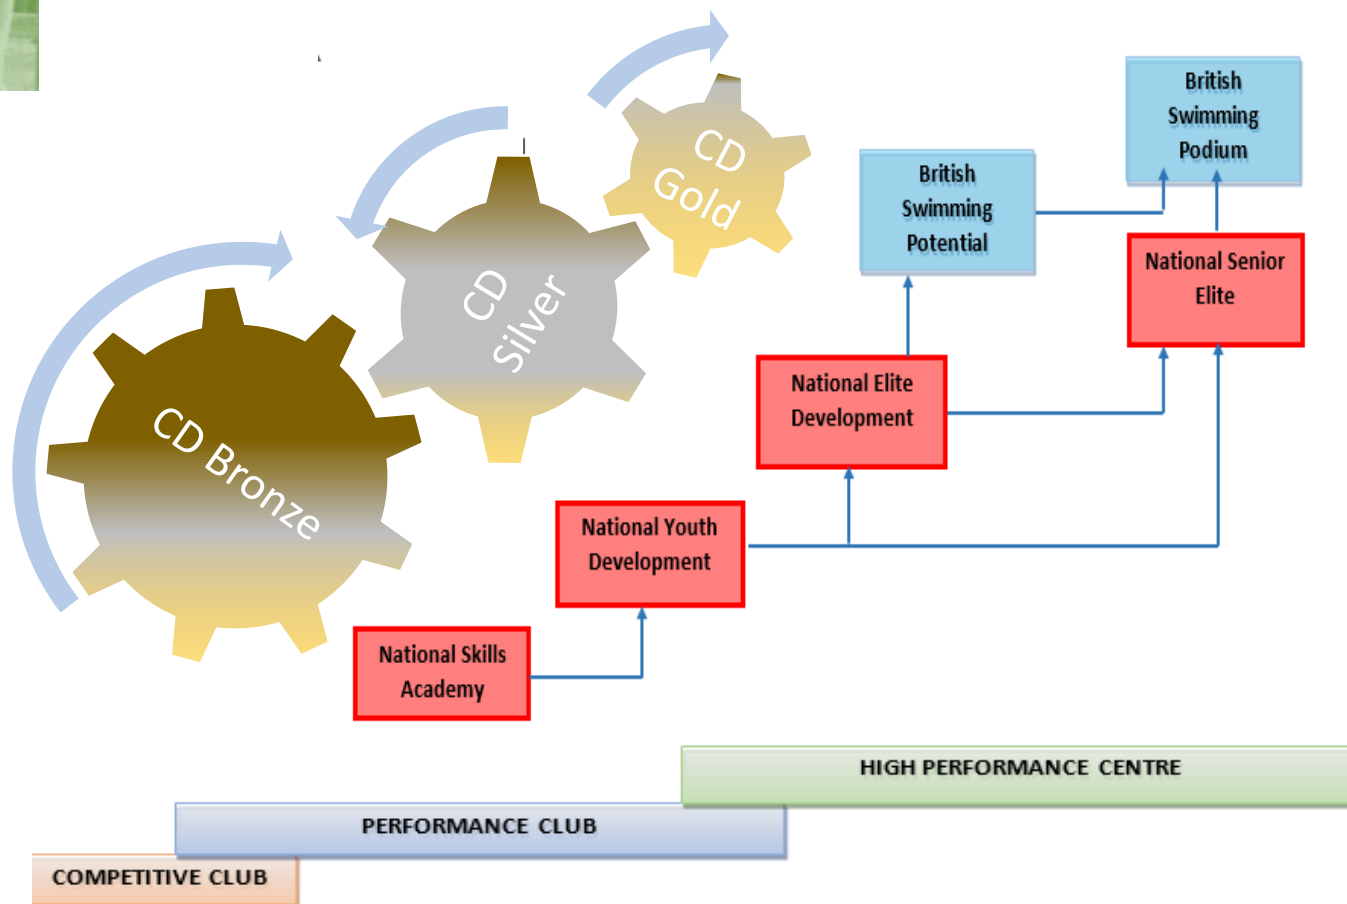 CD
Gold
CD
Silver
CD Bronze
British
Swimming
Podium
British
Swimming
Potential
National Senior
Elite
National Elite
Development
National Youth
Development
National Skills
Academy
HIGH PERFORMANCE CENTRE
PERFORMANCE CLUB
COMPETITIVE CLUB